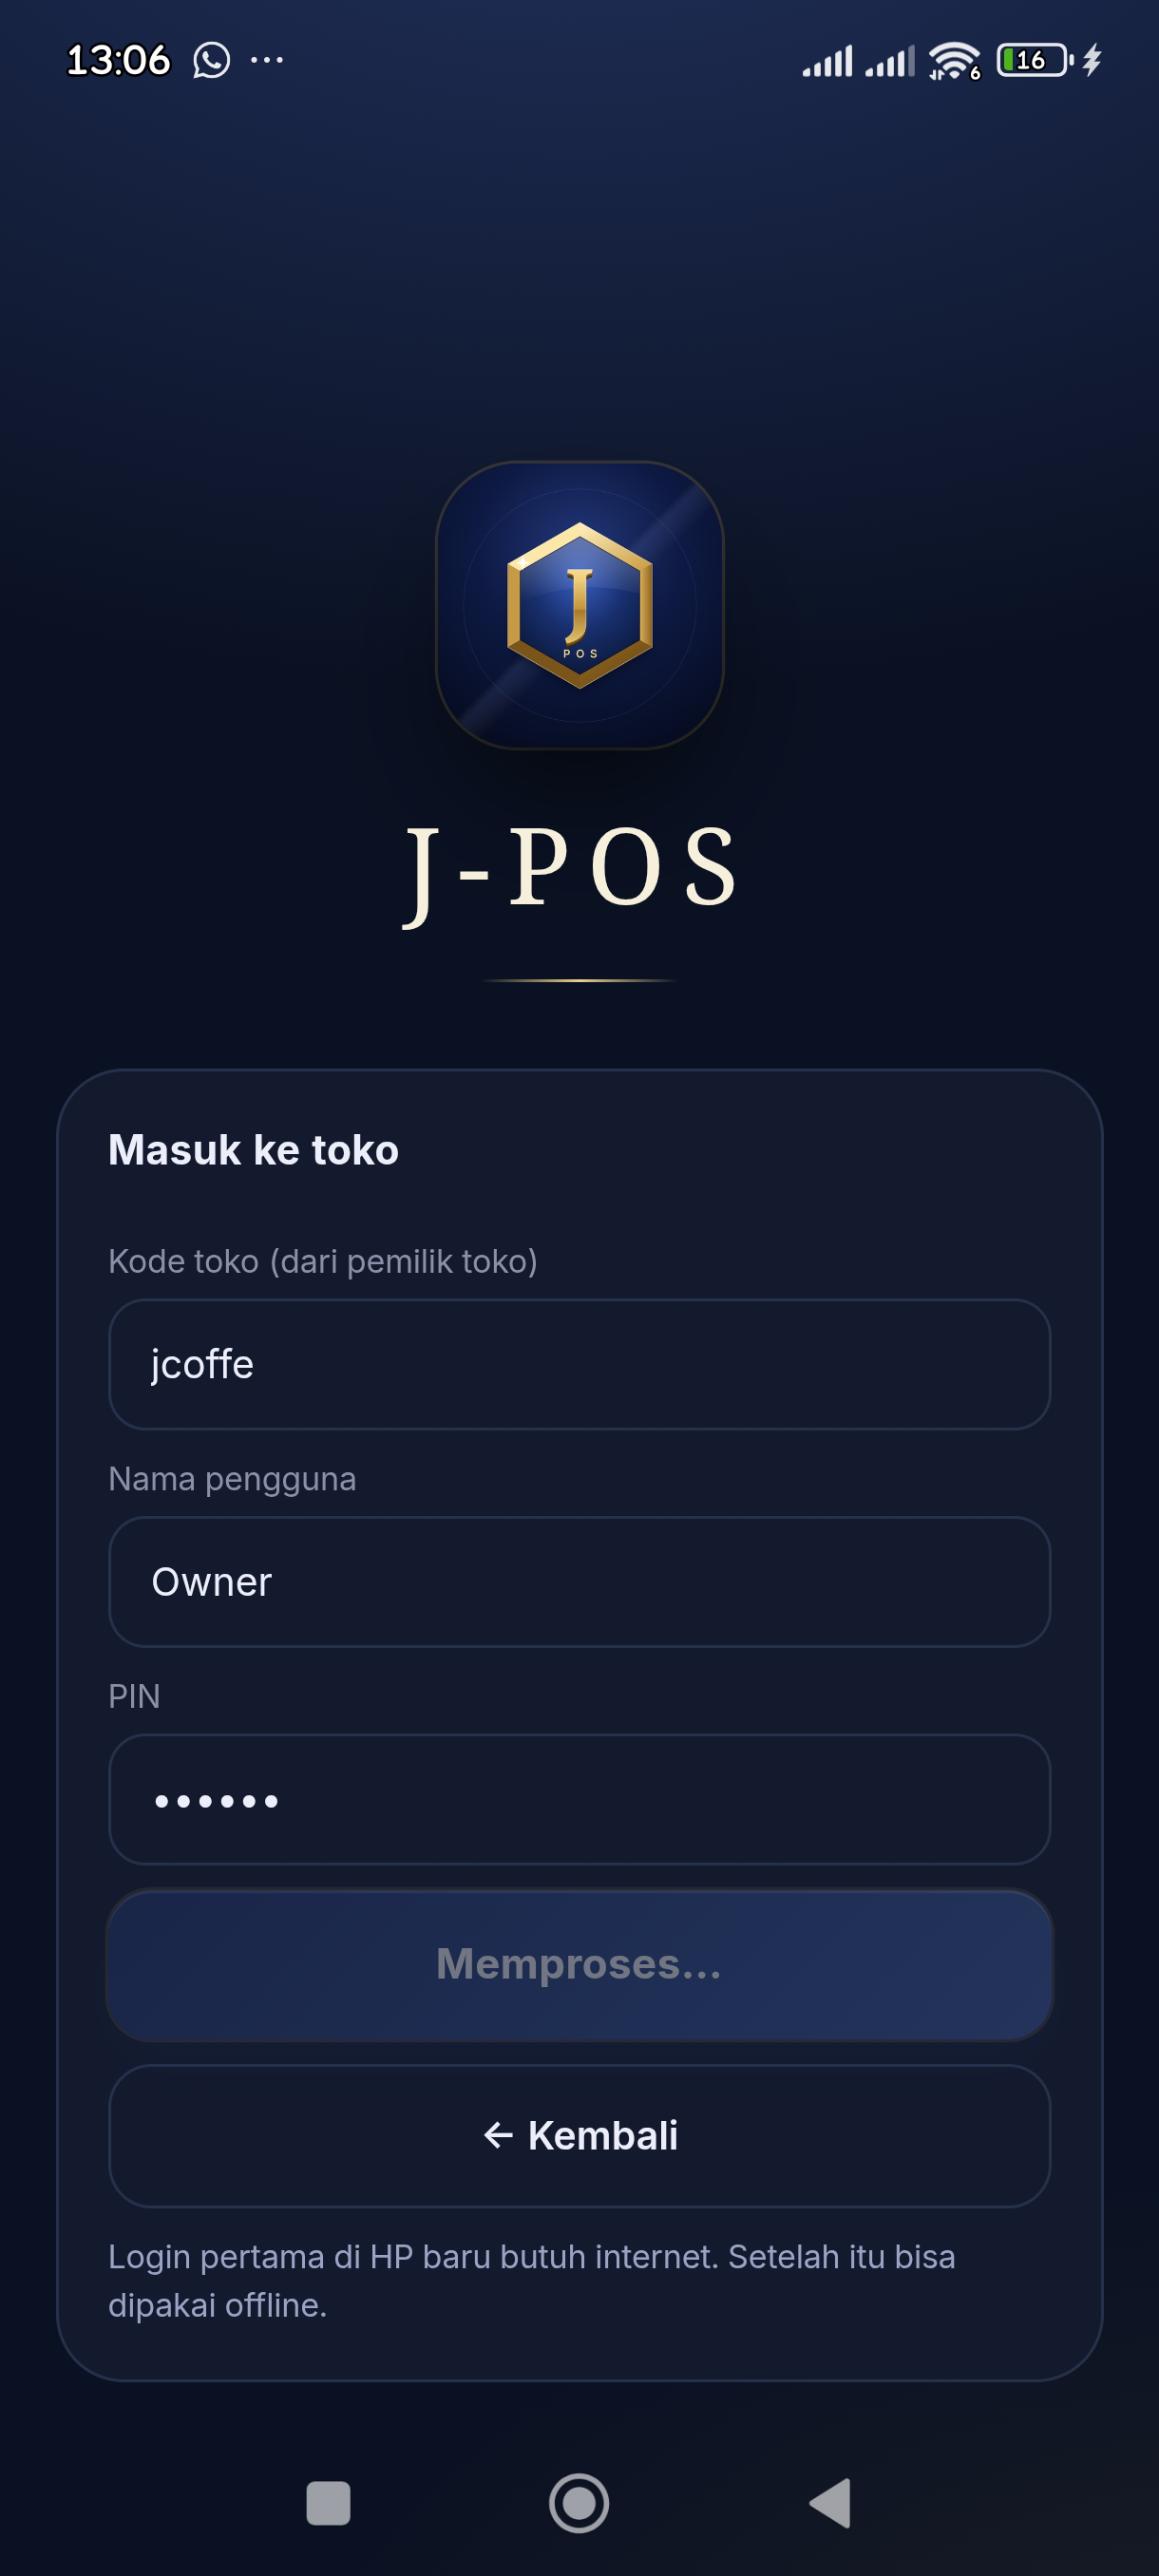 13:06
6
16
J
POS
J-POS
Masuk ke toko
Kode toko (dari pemilik toko)
jcoffe
Nama pengguna
Owner
PIN
••••••
Memproses...
← Kembali
Login pertama di HP baru butuh internet. Setelah itu bisa
dipakai offline.